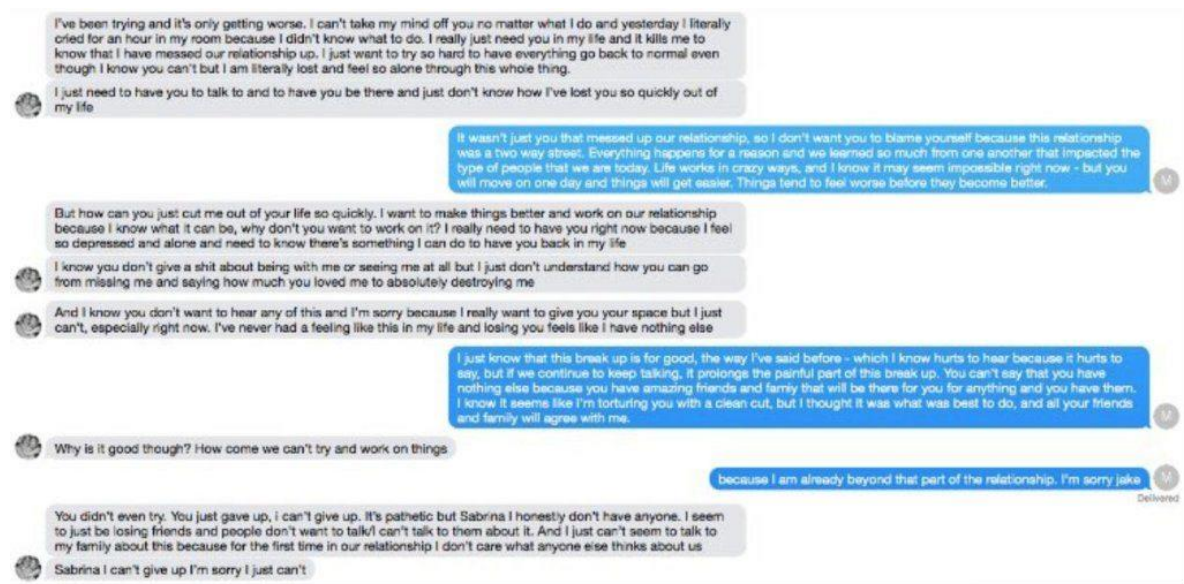 I've been trying and it's only getting worse. I can't take my mind off you no matter what I do and yesterday I literally
cried for an hour in my room because I didn't know what to do. I really just need you in my life and it kills me to
know that I have messed our relationship up. I just want to try so hard to have everything go back to normal even
though I know you can't but I am literally lost and feel so alone through this whole thing.
I just need to have you to talk to and to have you be there and just don't know how I've lost you so quickly out of
my life
It wasn't just you that messed up our relationship, so I don't want you to blame yourself because this relationship
was a two way street. Everything happens for a reason and we learned so much from one another that impacted the
type of people that we are today. Life works in crazy ways, and I know it may seem impossible right now - but you
will move on one day and things will get easier. Things tend to feel worse before they become better.
M
But how can you just cut me out of your life so quickly. I want to make things better and work on our relationship
because I know what it can be, why don't you want to work on it? I really need to have you right now because I feel
so depressed and alone and need to know there's something I can do to have you back in my life
I know you don't give a shit about being with me or seeing me at all but I just don't understand how you can go
from missing me and saying how much you loved me to absolutely destroying me
And I know you don't want to hear any of this and I'm sorry because I really want to give you your space but I just
can't, especially right now. I've never had a feeling like this in my life and losing you feels like I have nothing else
I just know that this break up is for good, the way I've said before - which I know hurts to hear because it hurts to
say, but if we continue to keep talking, it prolongs the painful part of this break up. You can't say that you have
nothing else because you have amazing friends and famiy that will be there for you for anything and you have them.
I know it seems like I'm torturing you with a clean cut, but I thought it was what was best to do, and all your friends
and family will agree with me.
M
Why is it good though? How come we can't try and work on things
because I am already beyond that part of the relationship. I'm sorry jake
M
Delivered
You didn't even try. You just gave up, i can't give up. It's pathetic but Sabrina I honestly don't have anyone. I seem
to just be losing friends and people don't want to talk/I can't talk to them about it. And I just can't seem to talk to
my family about this because for the first time in our relationship I don't care what anyone else thinks about us
Sabrina I can't give up I'm sorry I just can't